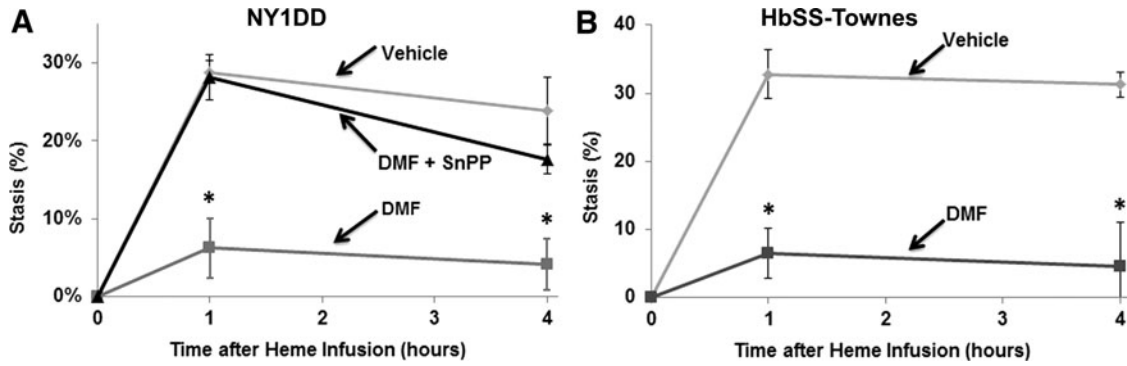 A
NY1DD
30%
20%
10%
0%
Stasis (%)
Vehicle
DMF + SnPP
*
DMF
*
0
1
2
3
4
Time after Heme Infusion (hours)
B
HbSS-Townes
40
30
20
10
0
Stasis (%)
Vehicle
*
DMF
*
0
1
2
3
4
Time after Heme Infusion (hours)